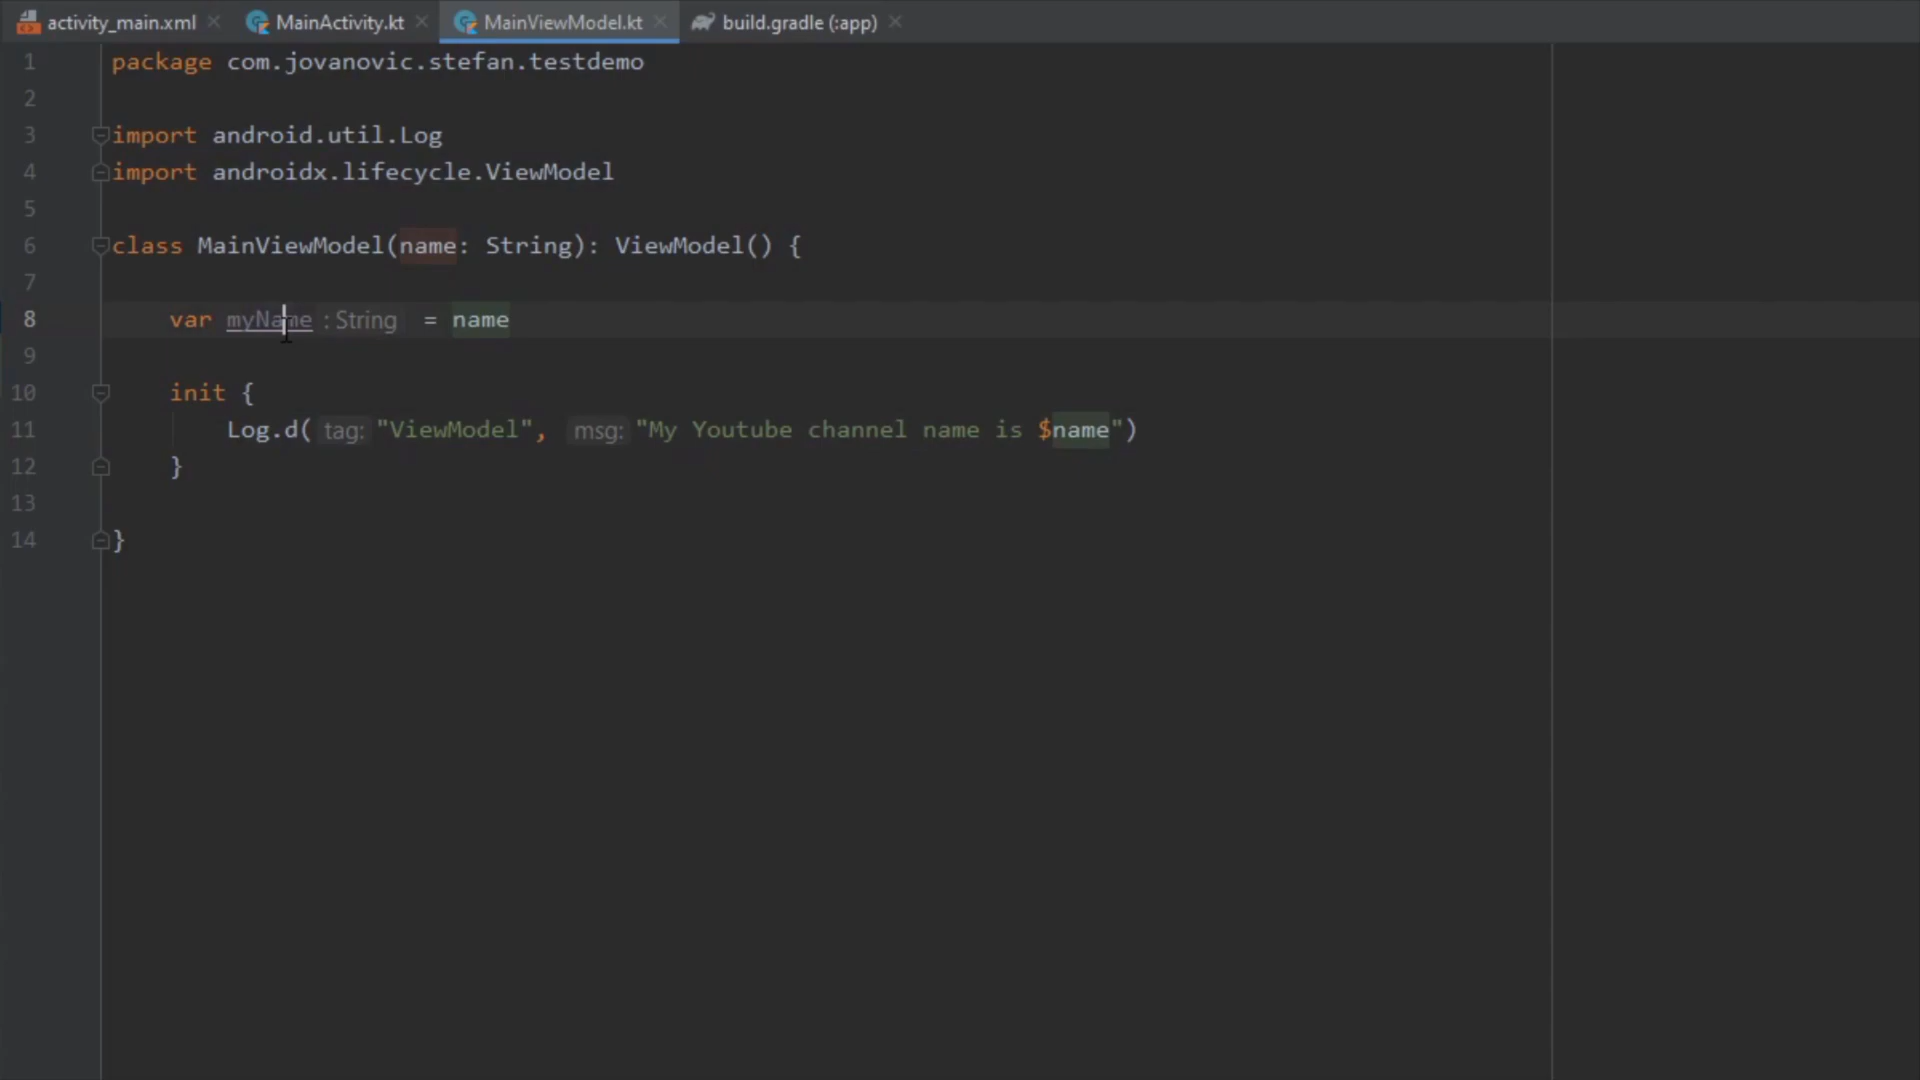 activity_main.xml MainActivity.kt MainViewModel.kt build.gradle (:app)
1 package com.jovanovic.stefan.testdemo
2
3 import android.util.Log
4 import androidx.lifecycle.ViewModel
5
6 class MainViewModel(name: String): ViewModel() {
7
8 var myName : String = name
9
10 init {
11 Log.d( tag: "ViewModel", msg: "My Youtube channel name is $name")
12 }
13
14 }